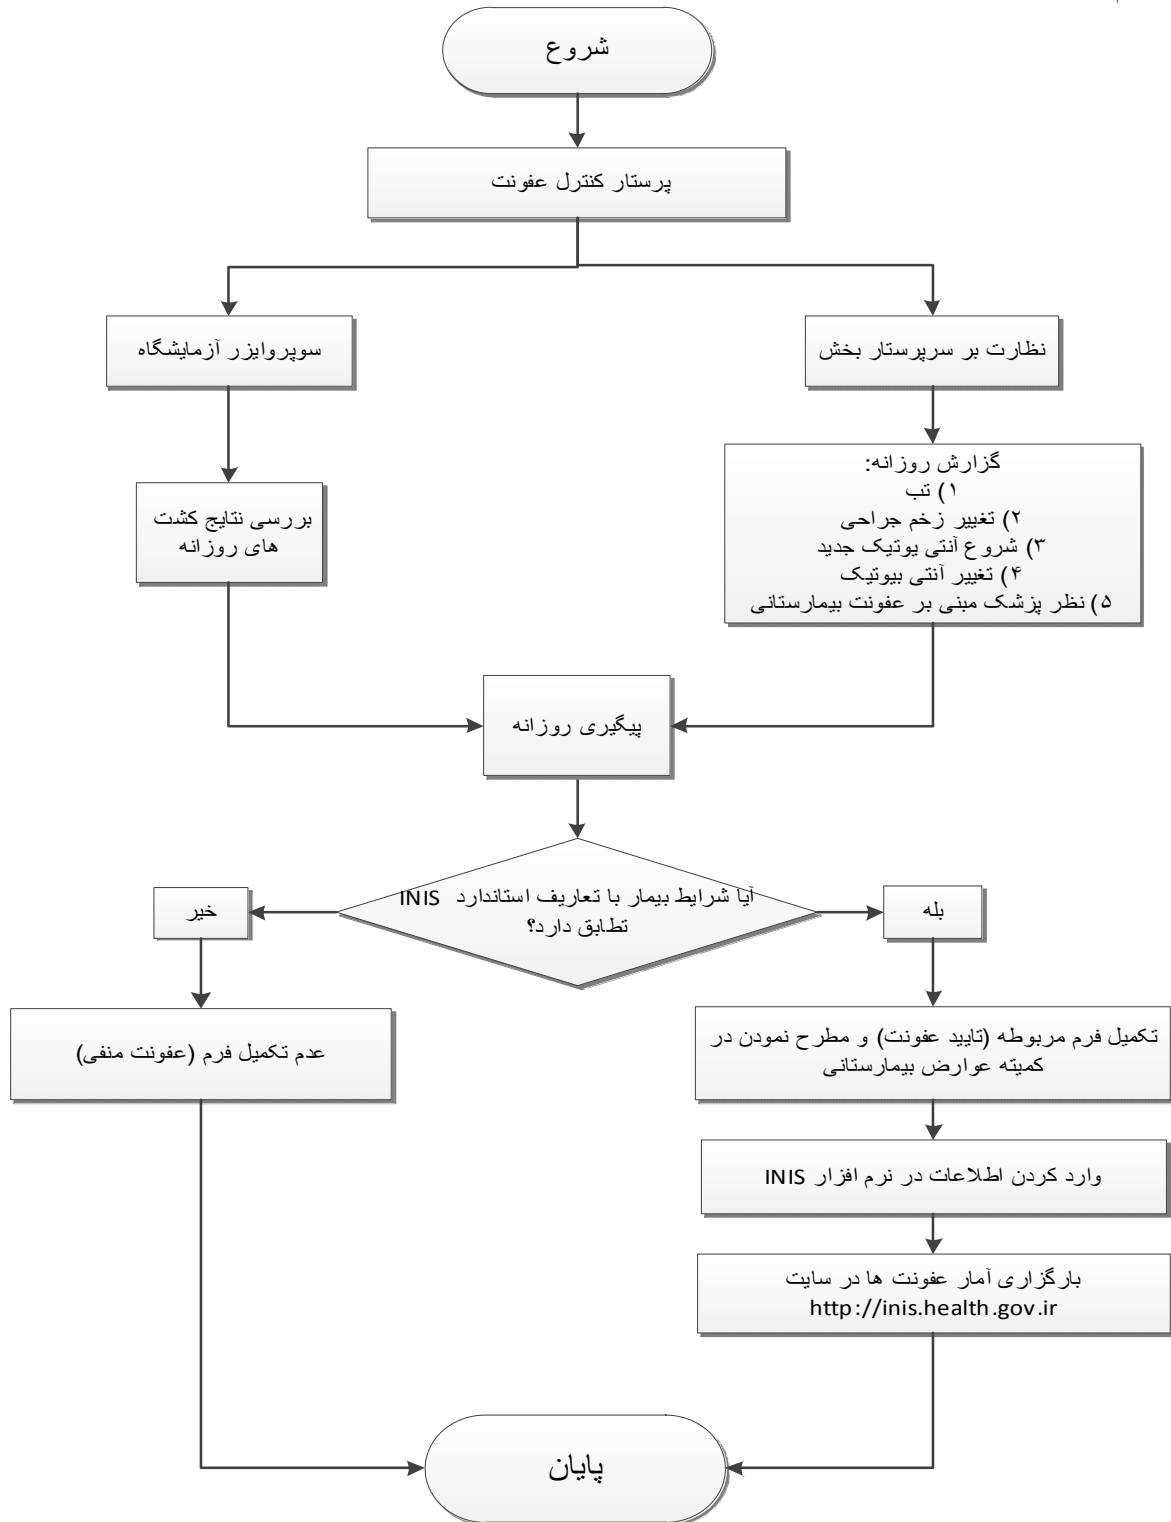 شروع
پرستار کنترل عفونت
نظارت بر سرپرستار بخش
سوپروایزر آزمایشگاه
گزارش روزانه:
۱) تب
۲) تغییر زخم جراحی
۳) شروع آنتی یوتیک جدید
۴) تغییر آنتی بیوتیک
۵) نظر پزشک مبنی بر عفونت بیمارستانی
بررسی نتایج کشت
های روزانه
پیگیری روزانه
آیا شرایط بیمار با تعاریف استاندارد INIS
تطابق دارد؟
بله
خیر
تکمیل فرم مربوطه (تایید عفونت) و مطرح نمودن در
کمیته عوارض بیمارستانی
عدم تکمیل فرم (عفونت منفی)
وارد کردن اطلاعات در نرم افزار INIS
بارگزاری آمار عفونت ها در سایت
http://inis.health.gov.ir
پایان